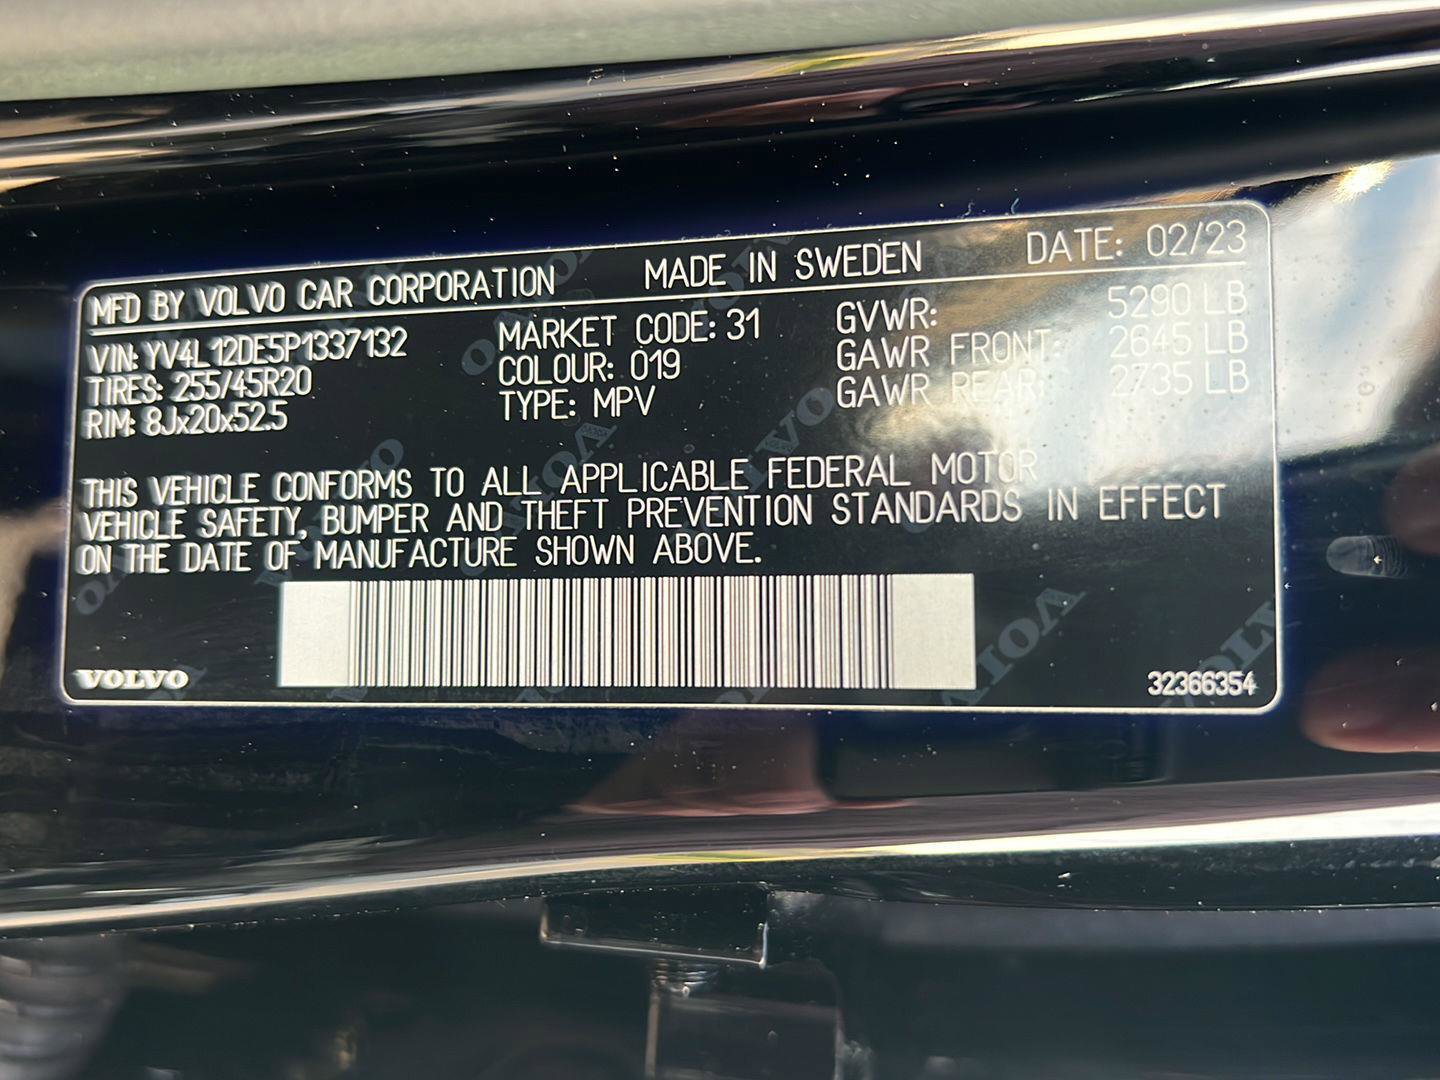 MFD BY VOLVO CAR CORPORATION MADE IN SWEDEN DATE: 02/23
VIN: YV4L12DE5P1337132 MARKET CODE: 31 GVWR: 5290 LB
TIRES: 255/45R20 COLOUR: 019 GAWR FRONT: 2645 LB
RIM: 8Jx20x52.5 TYPE: MPV GAWR REAR: 2735 LB
THIS VEHICLE CONFORMS TO ALL APPLICABLE FEDERAL MOTOR
VEHICLE SAFETY, BUMPER AND THEFT PREVENTION STANDARDS IN EFFECT
ON THE DATE OF MANUFACTURE SHOWN ABOVE.
VOLVO 32366354